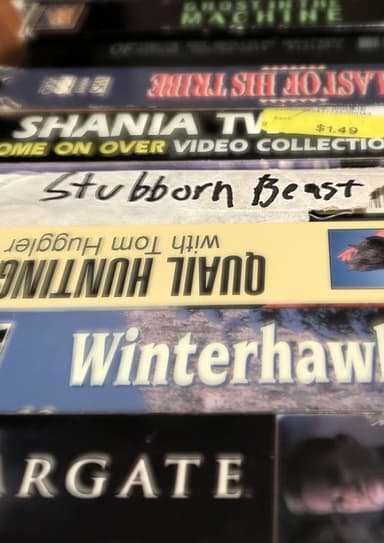 GHOST IN THE
MACHINE
LAST OF HIS TRIBE
SHANIA TW
$1.49
OME ON OVER VIDEO COLLECTIO
Stubborn Beast
QUAIL HUNTING
with Tom Huggler
Winterhawk
ARGATE